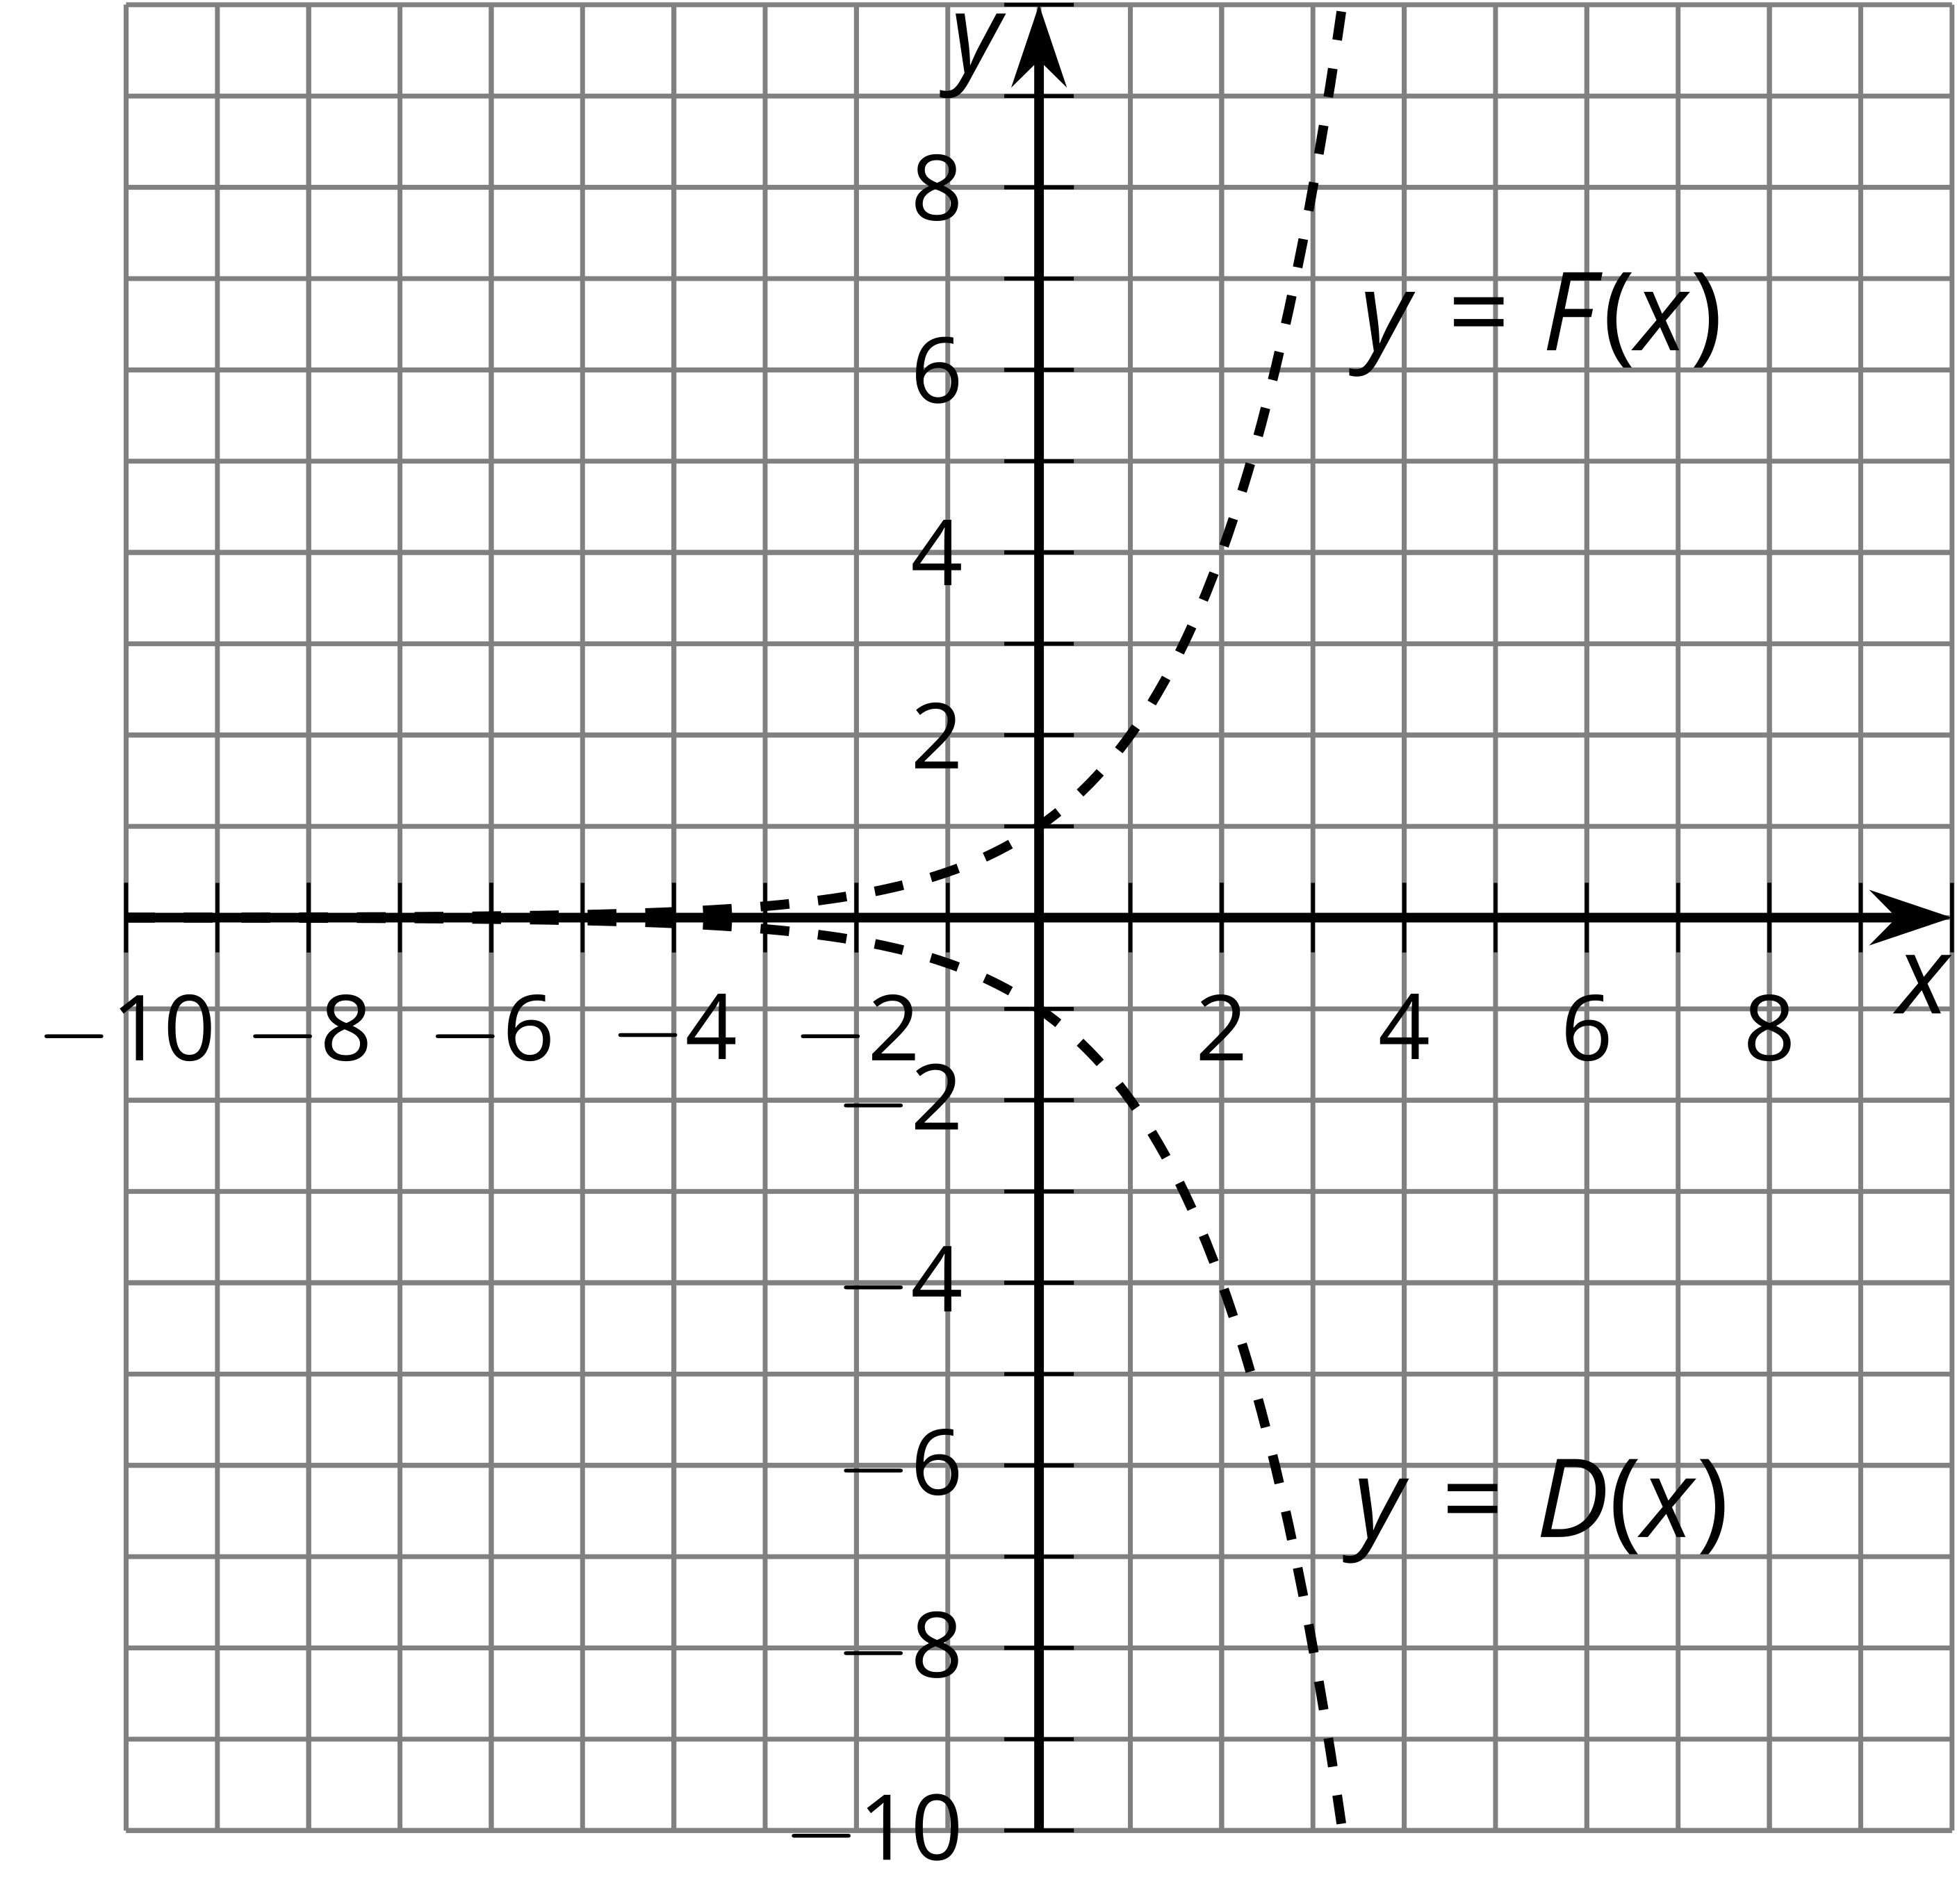 y
8
y = F(x)
6
4
2
x
−10 −8 −6 −4 −2 2 4 6 8
−2
−4
−6
y = D(x)
−8
−10